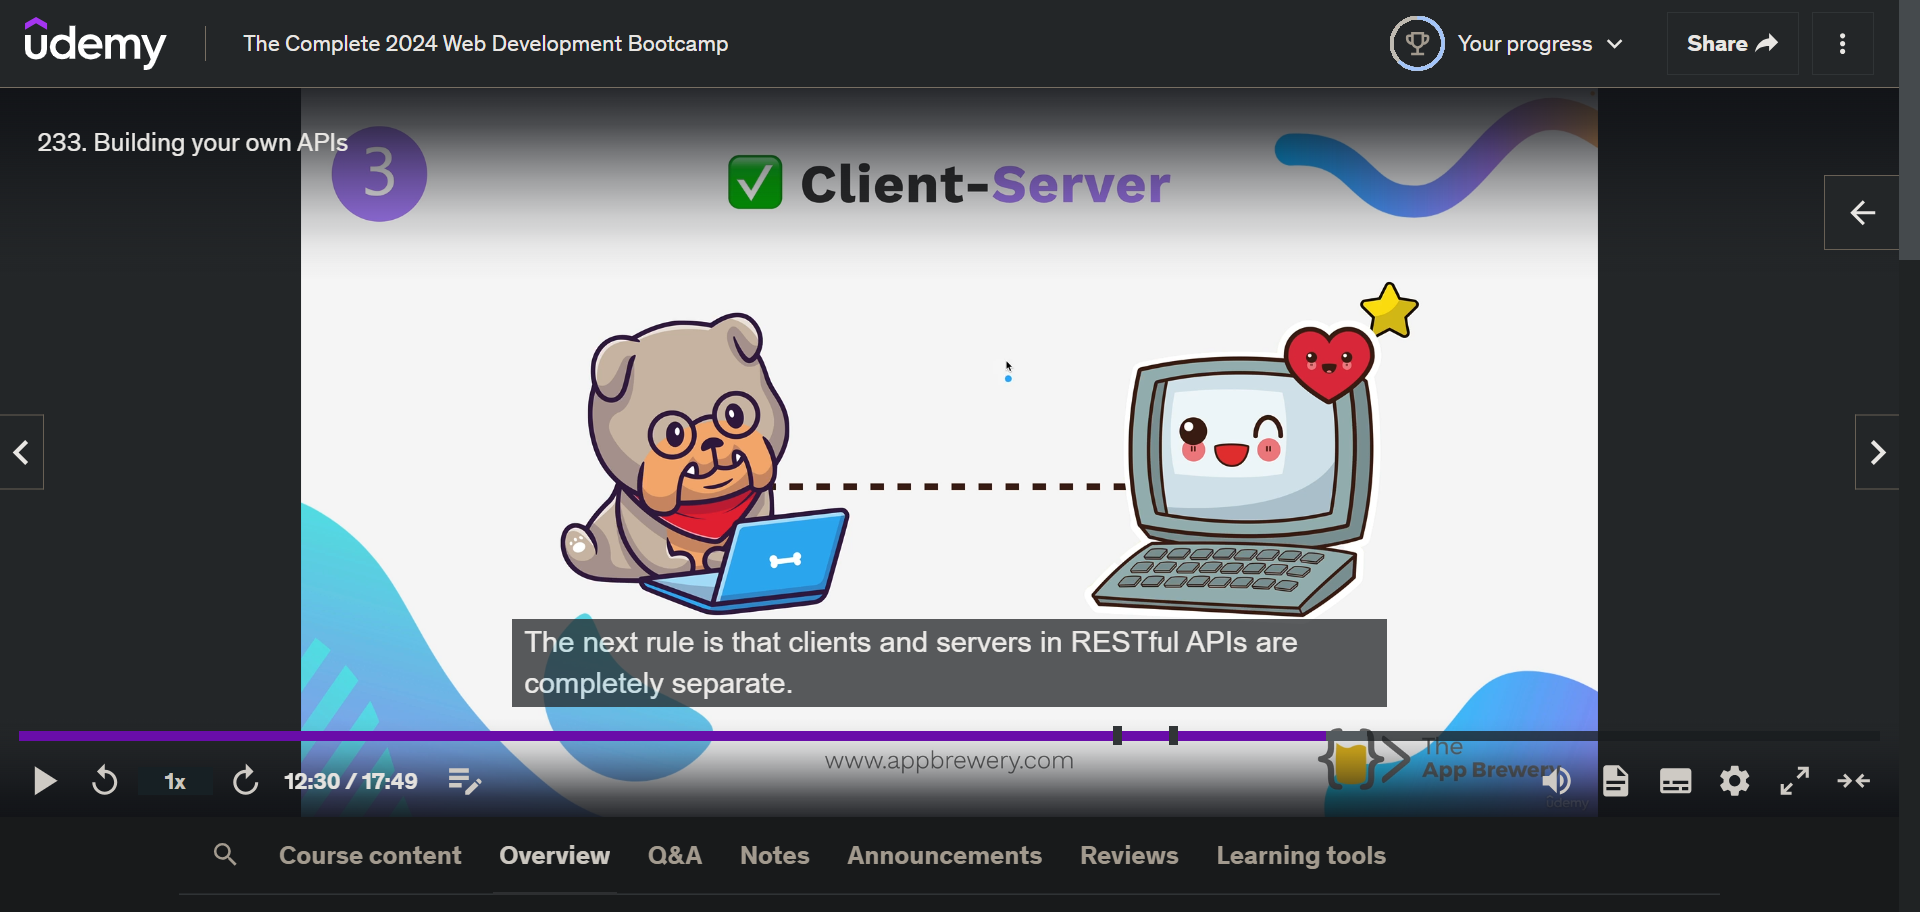 udemy
The Complete 2024 Web Development Bootcamp
Your progress
Share
233. Building your own APIs
3
Client-Server
The next rule is that clients and servers in RESTful APIs are
completely separate.
www.appbrewery.com
The
App Brewery
udemy
1x
12:30 / 17:49
Course content
Overview
Q&A
Notes
Announcements
Reviews
Learning tools